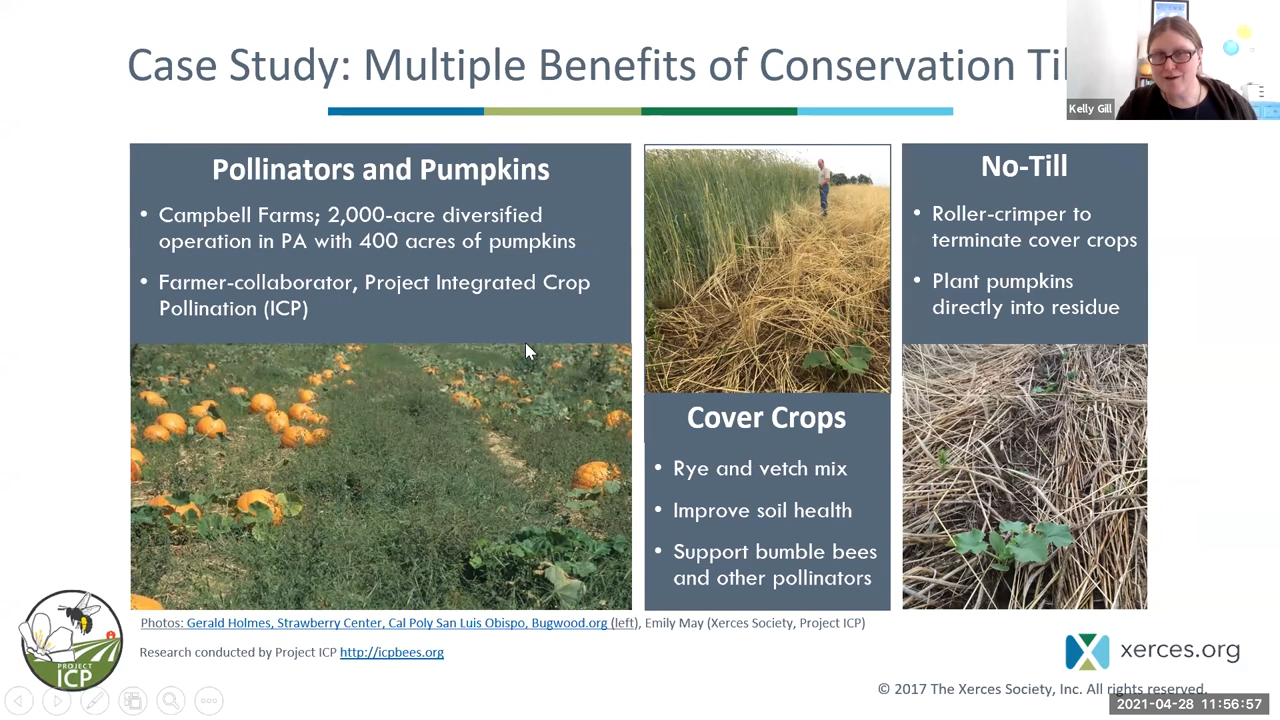 Case Study: Multiple Benefits of Conservation
Kelly Gill
Pollinators and Pumpkins
• Campbell Farms; 2,000-acre diversified
operation in PA with 400 acres of pumpkins
• Farmer-collaborator, Project Integrated Crop
Pollination (ICP)
Cover Crops
• Rye and vetch mix
• Improve soil health
• Support bumble bees
and other pollinators
No-Till
• Roller-crimper to
terminate cover crops
• Plant pumpkins
directly into residue
Photos: Gerald Holmes, Strawberry Center, Cal Poly San Luis Obispo, Bugwood.org (left), Emily May (Xerces Society, Project ICP)
Research conducted by Project ICP http://icpbees.org
PROJECT
ICP
xerces.org
© 2017 The Xerces Society, Inc. All rights reserved.
2021-04-28 11:56:57